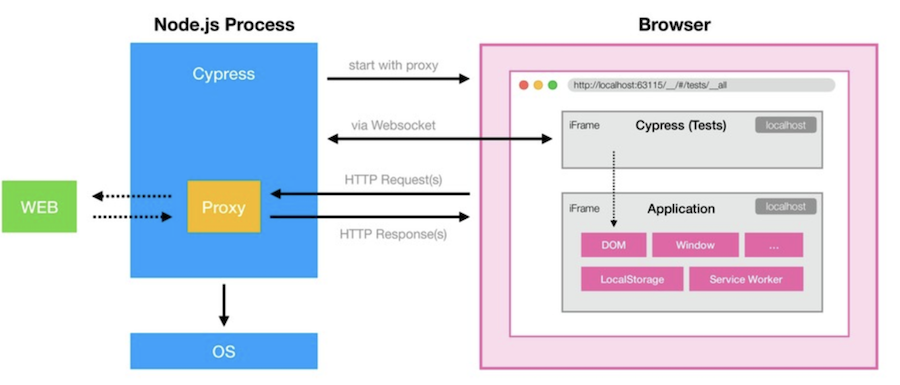 Node.js Process
Browser
Cypress
start with proxy
http://localhost:63115/__/#/tests/__all
iFrame
Cypress (Tests)
localhost
via Websocket
HTTP Request(s)
WEB
Proxy
HTTP Response(s)
iFrame
Application
localhost
DOM
Window
...
LocalStorage
Service Worker
OS